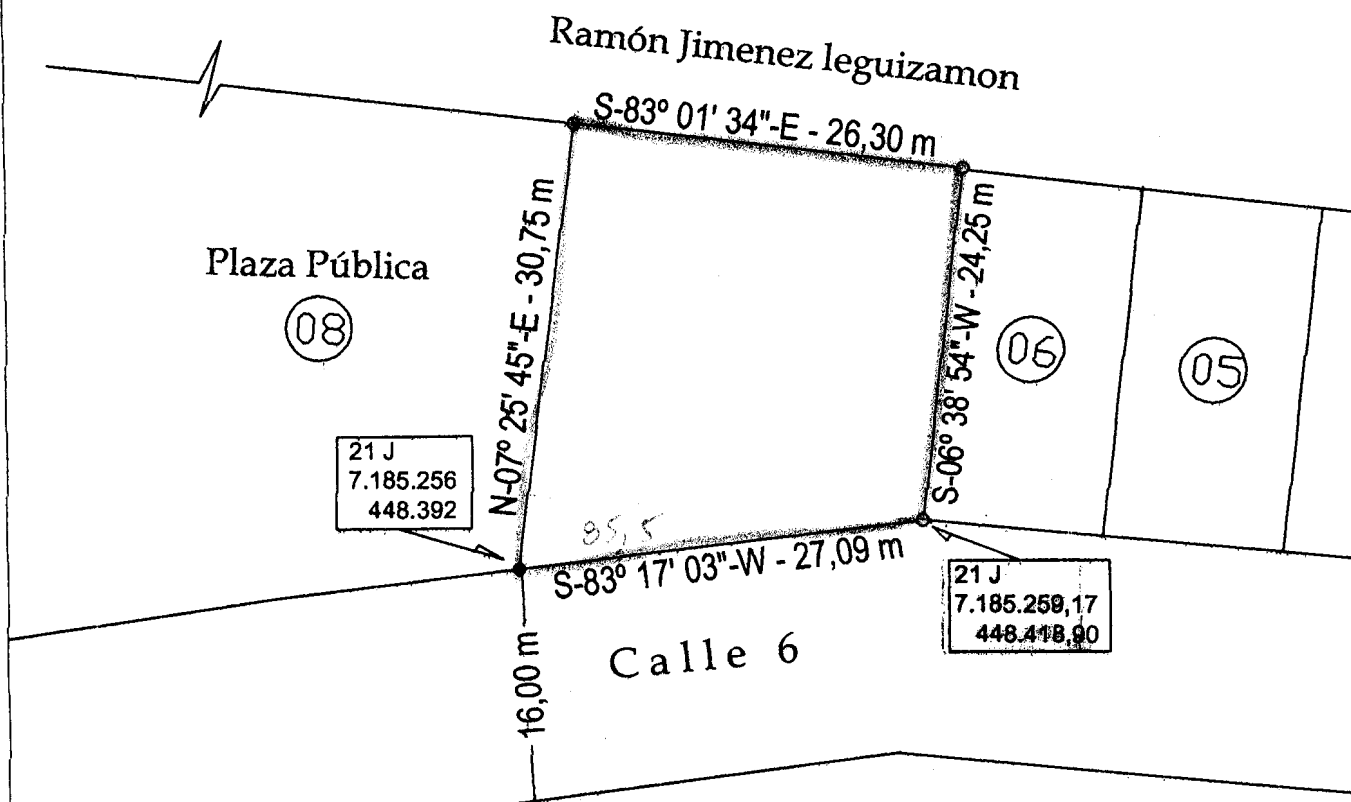 Ramón Jimenez leguizamon
S-83º 01' 34"-E - 26,30 m
N-07º 25' 45"-E - 30,75 m
S-06º 38' 54"-W - 24,25 m
Plaza Pública
08
06
05
21 J
7.185.256
448.392
85,5
S-83º 17' 03"-W - 27,09 m
21 J
7.185.259,17
448.418,90
Calle 6
16,00 m